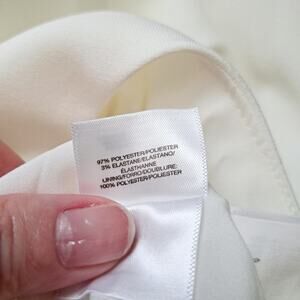 97% POLYESTER/POLIESTER
3% ELASTANE/ELASTANO/
ÉLASTHANNE
LINING/FORRO/DOUBLURE:
100% POLYESTER/POLIESTER